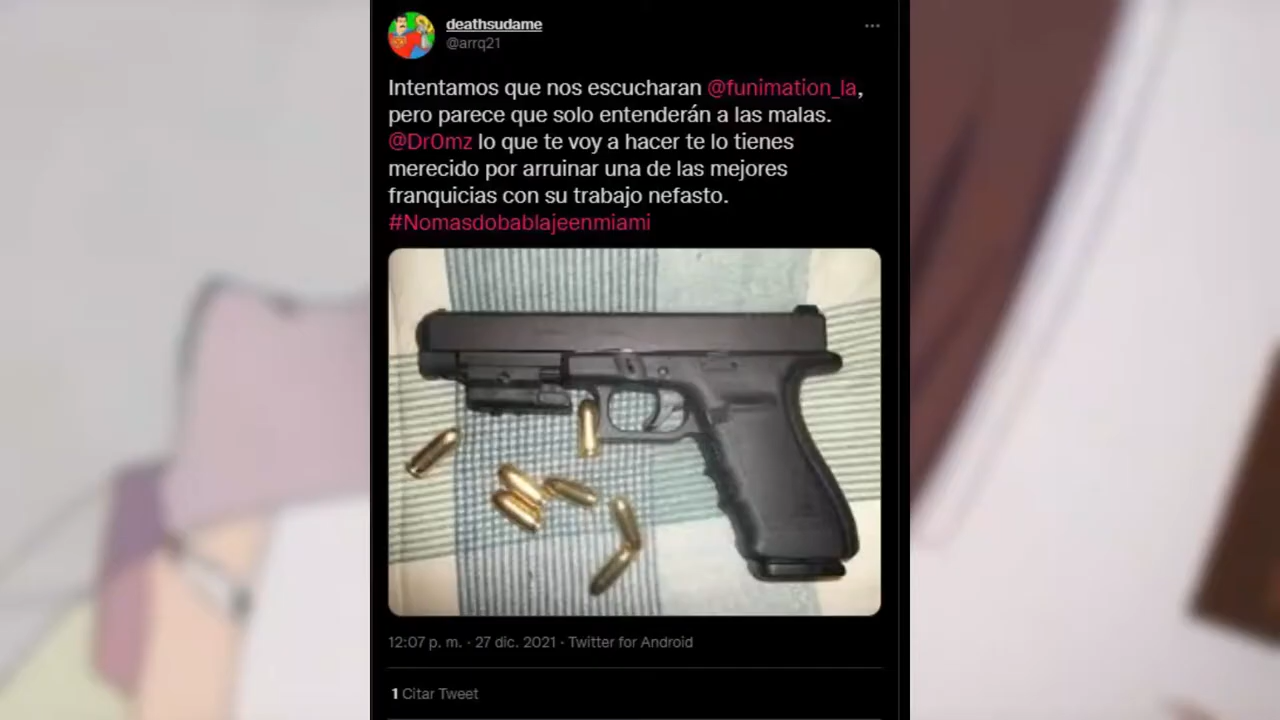 deathsudame
@arrq21
Intentamos que nos escucharan @funimation_la,
pero parece que solo entenderán a las malas.
@Dr0mz lo que te voy a hacer te lo tienes
merecido por arruinar una de las mejores
franquicias con su trabajo nefasto.
#Nomasdobablajeenmiami
12:07 p. m. · 27 dic. 2021 · Twitter for Android
1 Citar Tweet